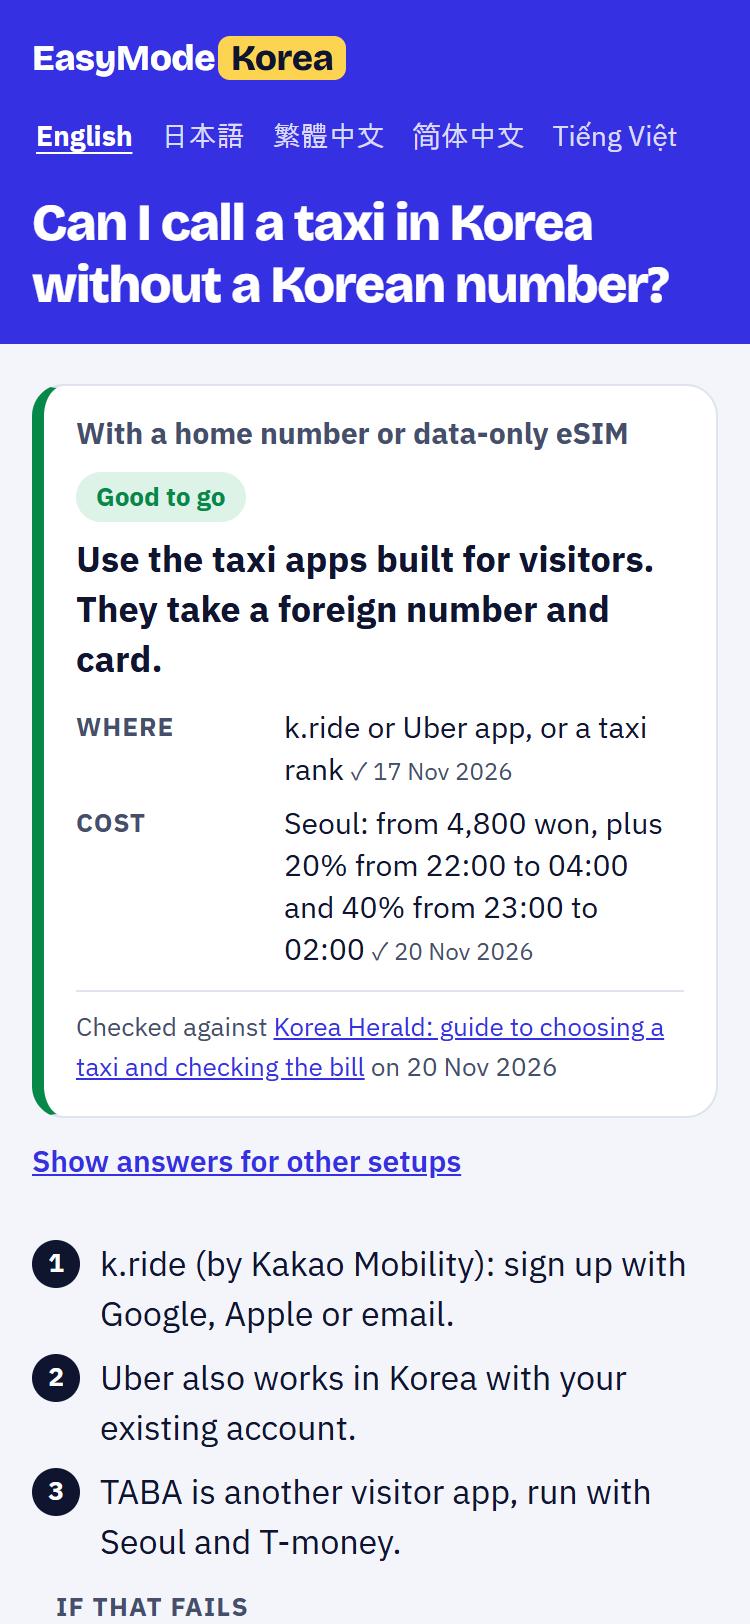 EasyMode Korea
English 日本語 繁體中文 简体中文 Tiếng Việt
Can I call a taxi in Korea
without a Korean number?
With a home number or data-only eSIM
Good to go
Use the taxi apps built for visitors.
They take a foreign number and
card.
WHERE
k.ride or Uber app, or a taxi
rank ✓ 17 Nov 2026
COST
Seoul: from 4,800 won, plus
20% from 22:00 to 04:00
and 40% from 23:00 to
02:00 ✓ 20 Nov 2026
Checked against Korea Herald: guide to choosing a
taxi and checking the bill on 20 Nov 2026
Show answers for other setups
1 k.ride (by Kakao Mobility): sign up with
Google, Apple or email.
2 Uber also works in Korea with your
existing account.
3 TABA is another visitor app, run with
Seoul and T-money.
IF THAT FAILS